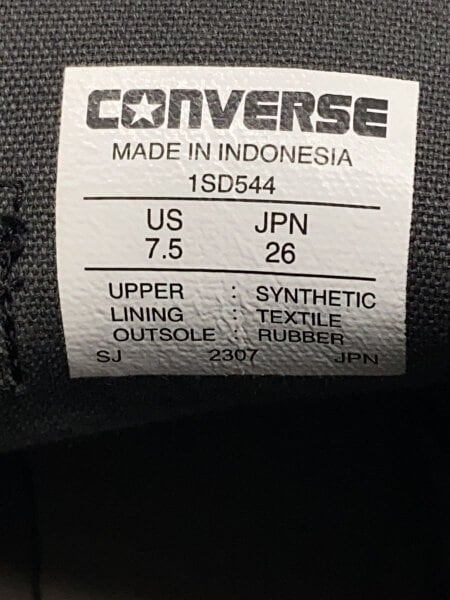 CONVERSE
MADE IN INDONESIA
1SD544
US JPN
7.5 26
UPPER : SYNTHETIC
LINING : TEXTILE
OUTSOLE : RUBBER
SJ 2307 JPN